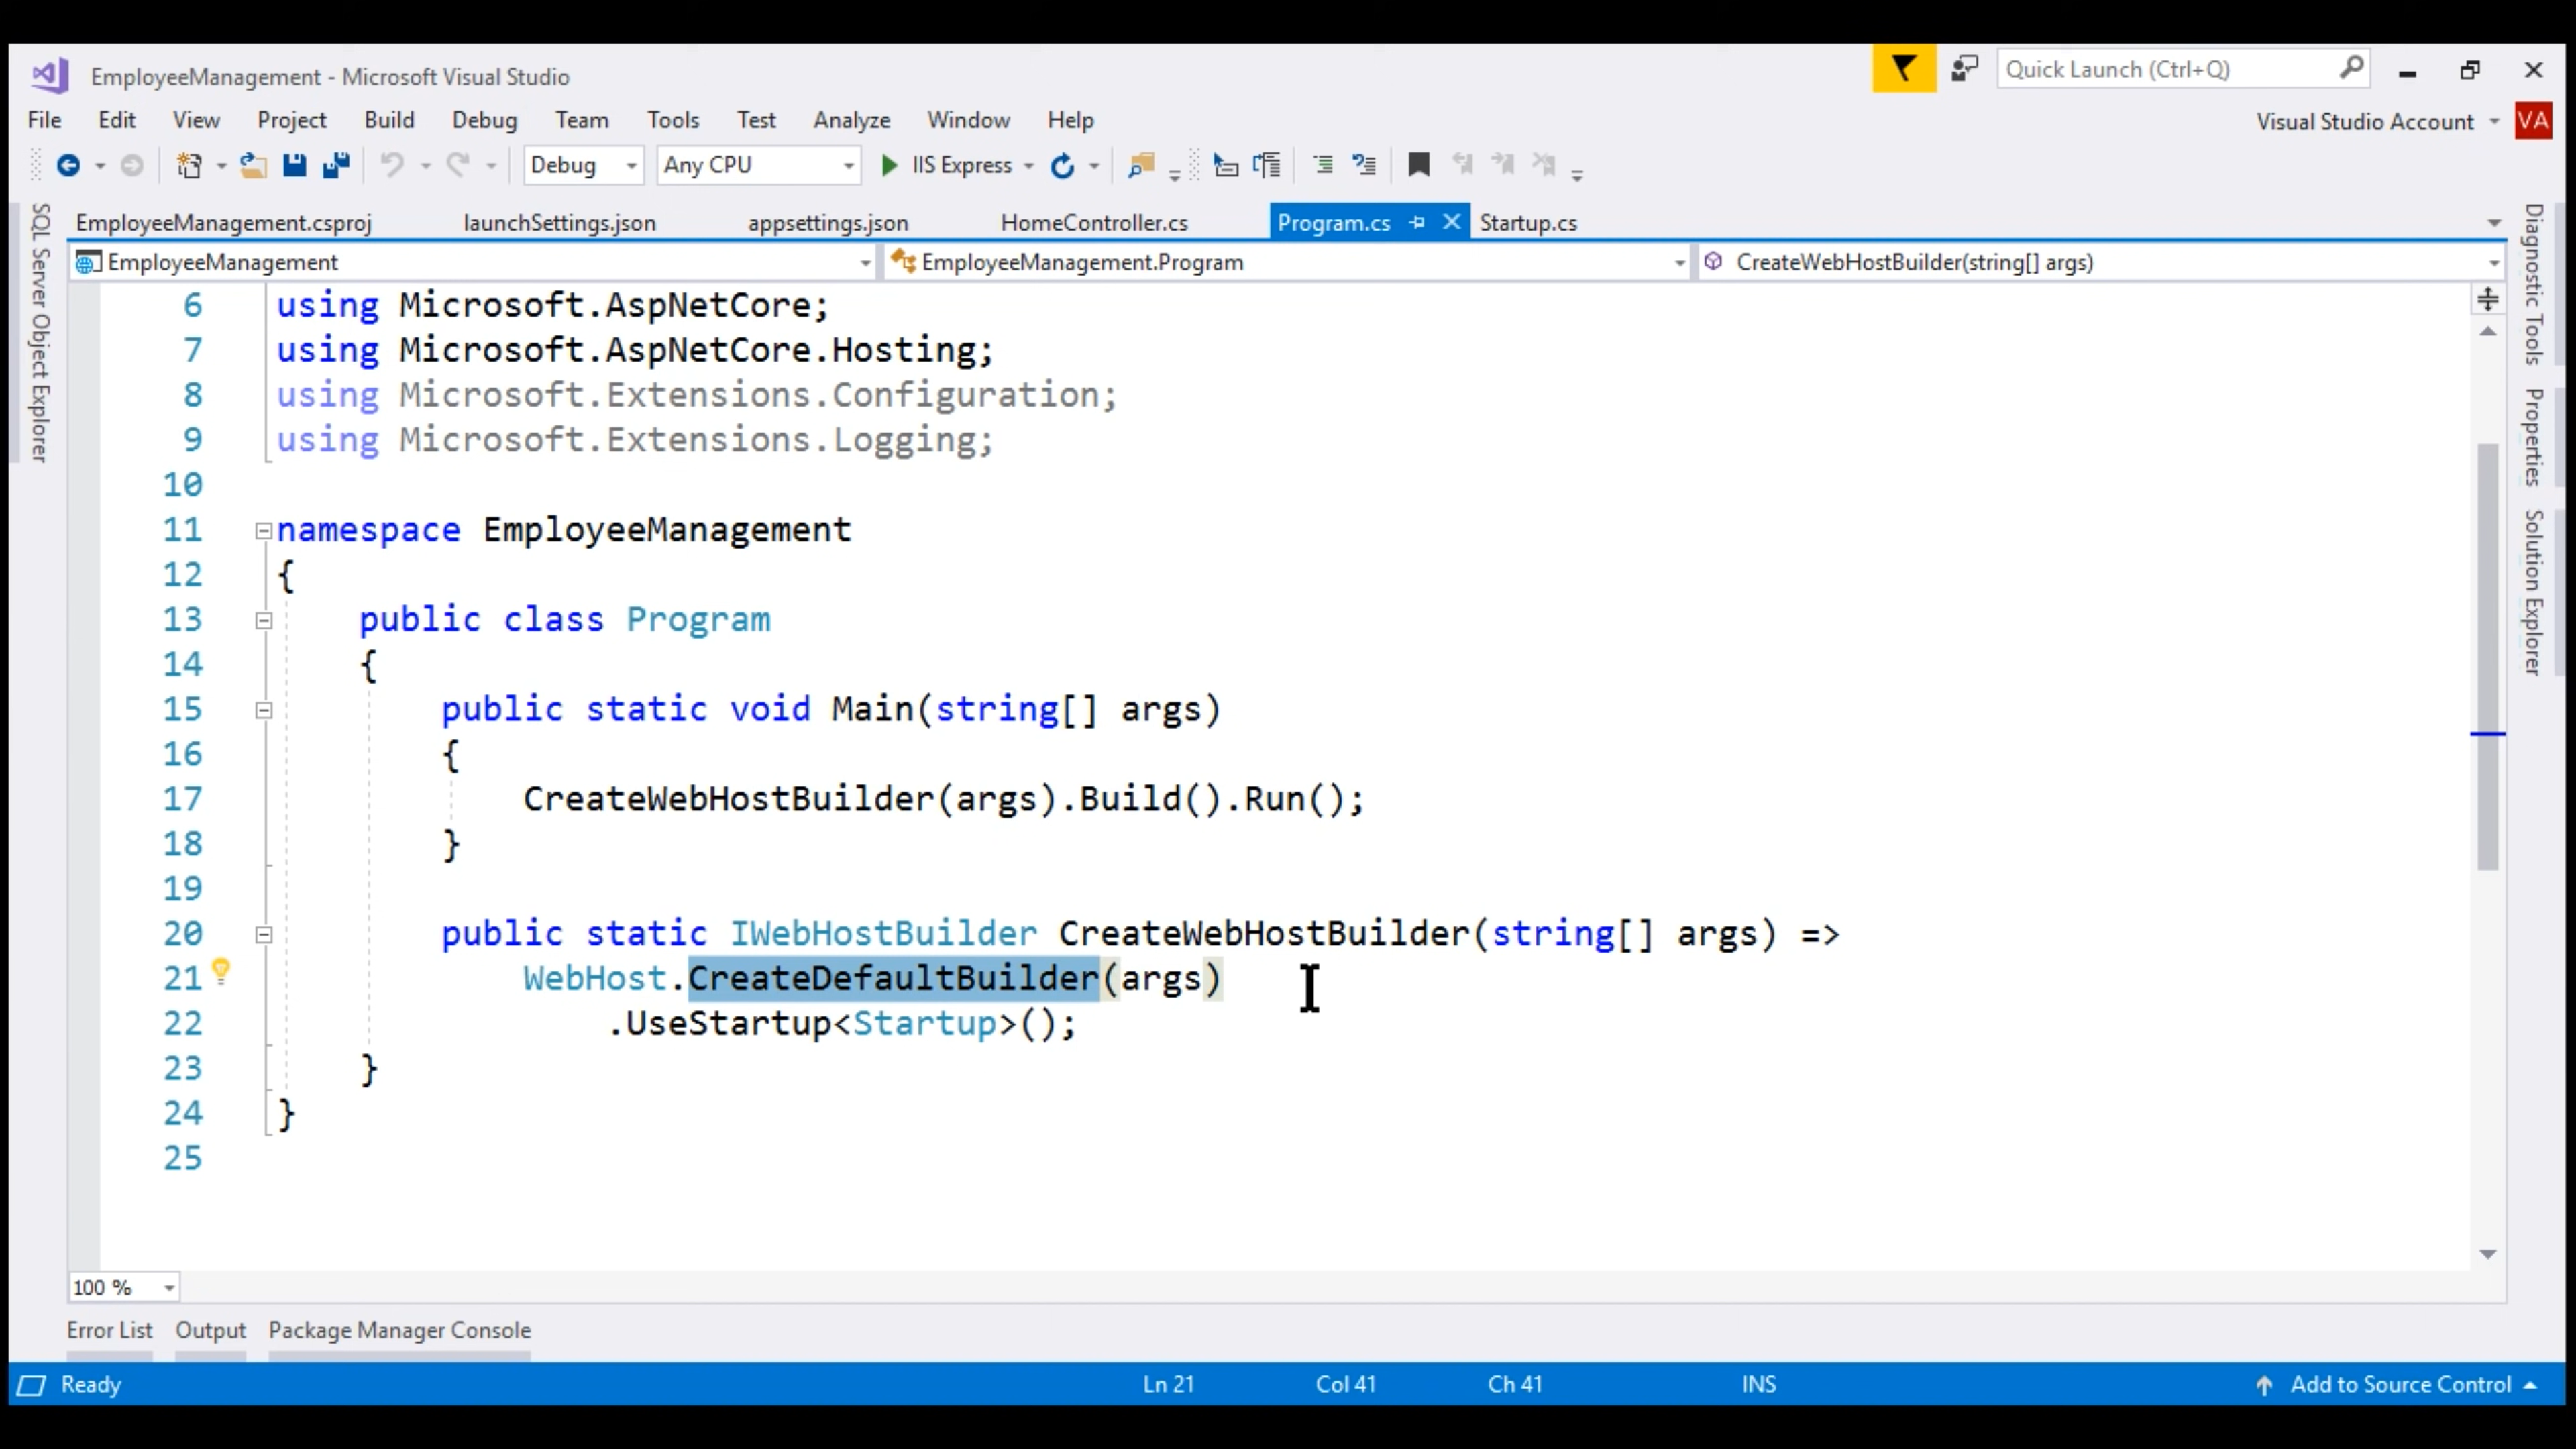 EmployeeManagement - Microsoft Visual Studio
Quick Launch (Ctrl+Q)
File Edit View Project Build Debug Team Tools Test Analyze Window Help
Visual Studio Account VA
Debug Any CPU IIS Express
EmployeeManagement.csproj launchSettings.json appsettings.json HomeController.cs Program.cs Startup.cs
EmployeeManagement EmployeeManagement.Program CreateWebHostBuilder(string[] args)
SQL Server Object Explorer
6 using Microsoft.AspNetCore;
7 using Microsoft.AspNetCore.Hosting;
8 using Microsoft.Extensions.Configuration;
9 using Microsoft.Extensions.Logging;
10
11 namespace EmployeeManagement
12 {
13 public class Program
14 {
15 public static void Main(string[] args)
16 {
17 CreateWebHostBuilder(args).Build().Run();
18 }
19
20 public static IWebHostBuilder CreateWebHostBuilder(string[] args) =>
21 WebHost.CreateDefaultBuilder(args)
22 .UseStartup<Startup>();
23 }
24 }
25
Diagnostic Tools
Properties
Solution Explorer
100 %
Error List Output Package Manager Console
Ready Ln 21 Col 41 Ch 41 INS Add to Source Control